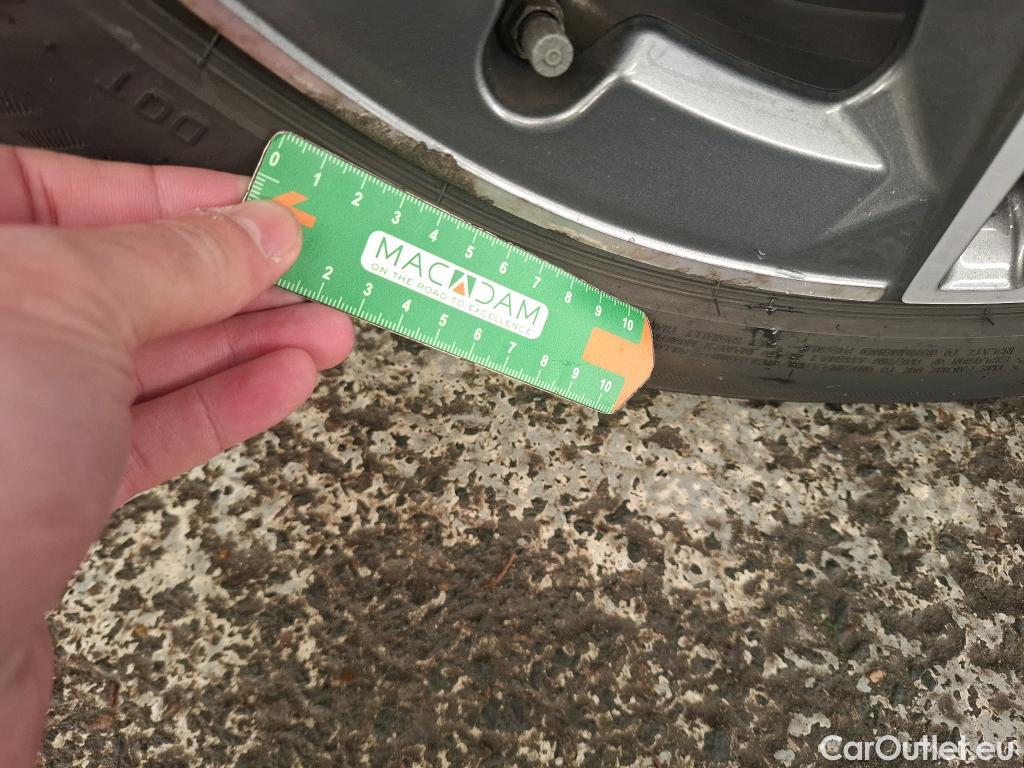 DOT
0 1 2 3 4 5 6 7 8 9 10
MACADAM
ON THE ROAD TO EXCELLENCE
2 3 4 5 6 7 8 9 10
CarOutlet.eu